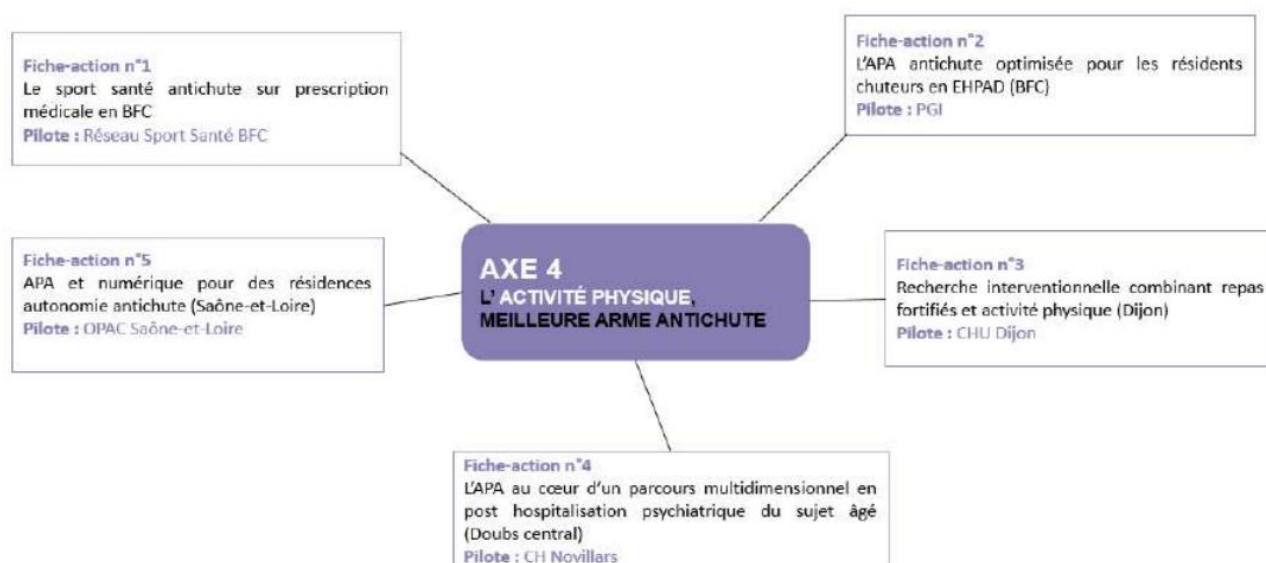 Fiche-action n°1
Le sport santé antichute sur prescription
médicale en BFC
Pilote : Réseau Sport Santé BFC
Fiche-action n°2
L'APA antichute optimisée pour les résidents
chuteurs en EHPAD (BFC)
Pilote : PGI
Fiche-action n°5
APA et numérique pour des résidences
autonomie antichute (Saône-et-Loire)
Pilote : OPAC Saône-et-Loire
AXE 4
L' ACTIVITÉ PHYSIQUE,
MEILLEURE ARME ANTICHUTE
Fiche-action n°3
Recherche interventionnelle combinant repas
fortifiés et activité physique (Dijon)
Pilote : CHU Dijon
Fiche-action n°4
L'APA au cœur d'un parcours multidimensionnel en
post hospitalisation psychiatrique du sujet âgé
(Doubs central)
Pilote : CH Novillars